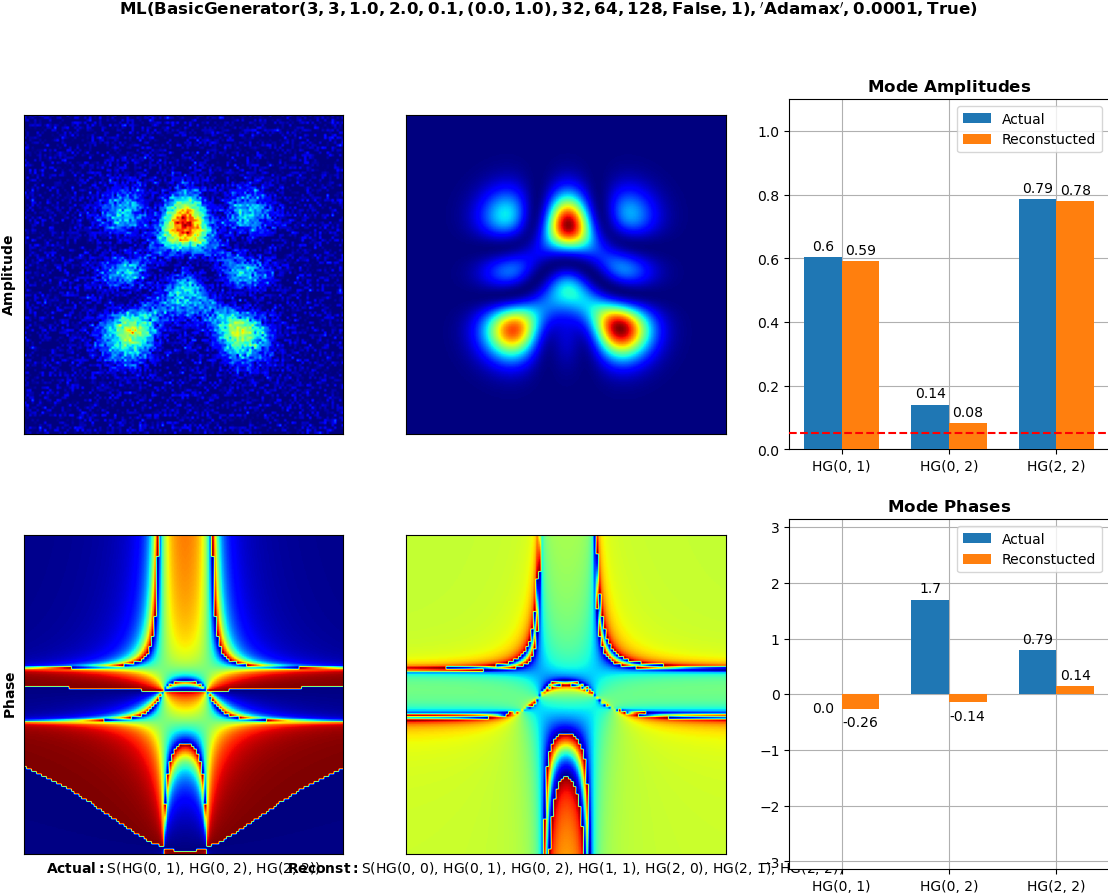 ML(BasicGenerator(3, 3, 1.0, 2.0, 0.1, (0.0, 1.0), 32, 64, 128, False, 1), 'Adamax', 0.0001, True)
Mode Amplitudes
Amplitude
Actual
Reconstucted
1.0
0.8
0.6
0.4
0.2
0.0
0.6
0.59
0.14
0.08
0.79
0.78
HG(0, 1)
HG(0, 2)
HG(2, 2)
Mode Phases
Phase
Actual
Reconstucted
3
2
1
0
−1
−2
−3
0.0
-0.26
1.7
-0.14
0.79
0.14
HG(0, 1)
HG(0, 2)
HG(2, 2)
Actual: S(HG(0, 1), HG(0, 2), HG(2, 2))
Reconst: S(HG(0, 0), HG(0, 1), HG(0, 2), HG(1, 1), HG(2, 0), HG(2, 1), HG(2, 2))